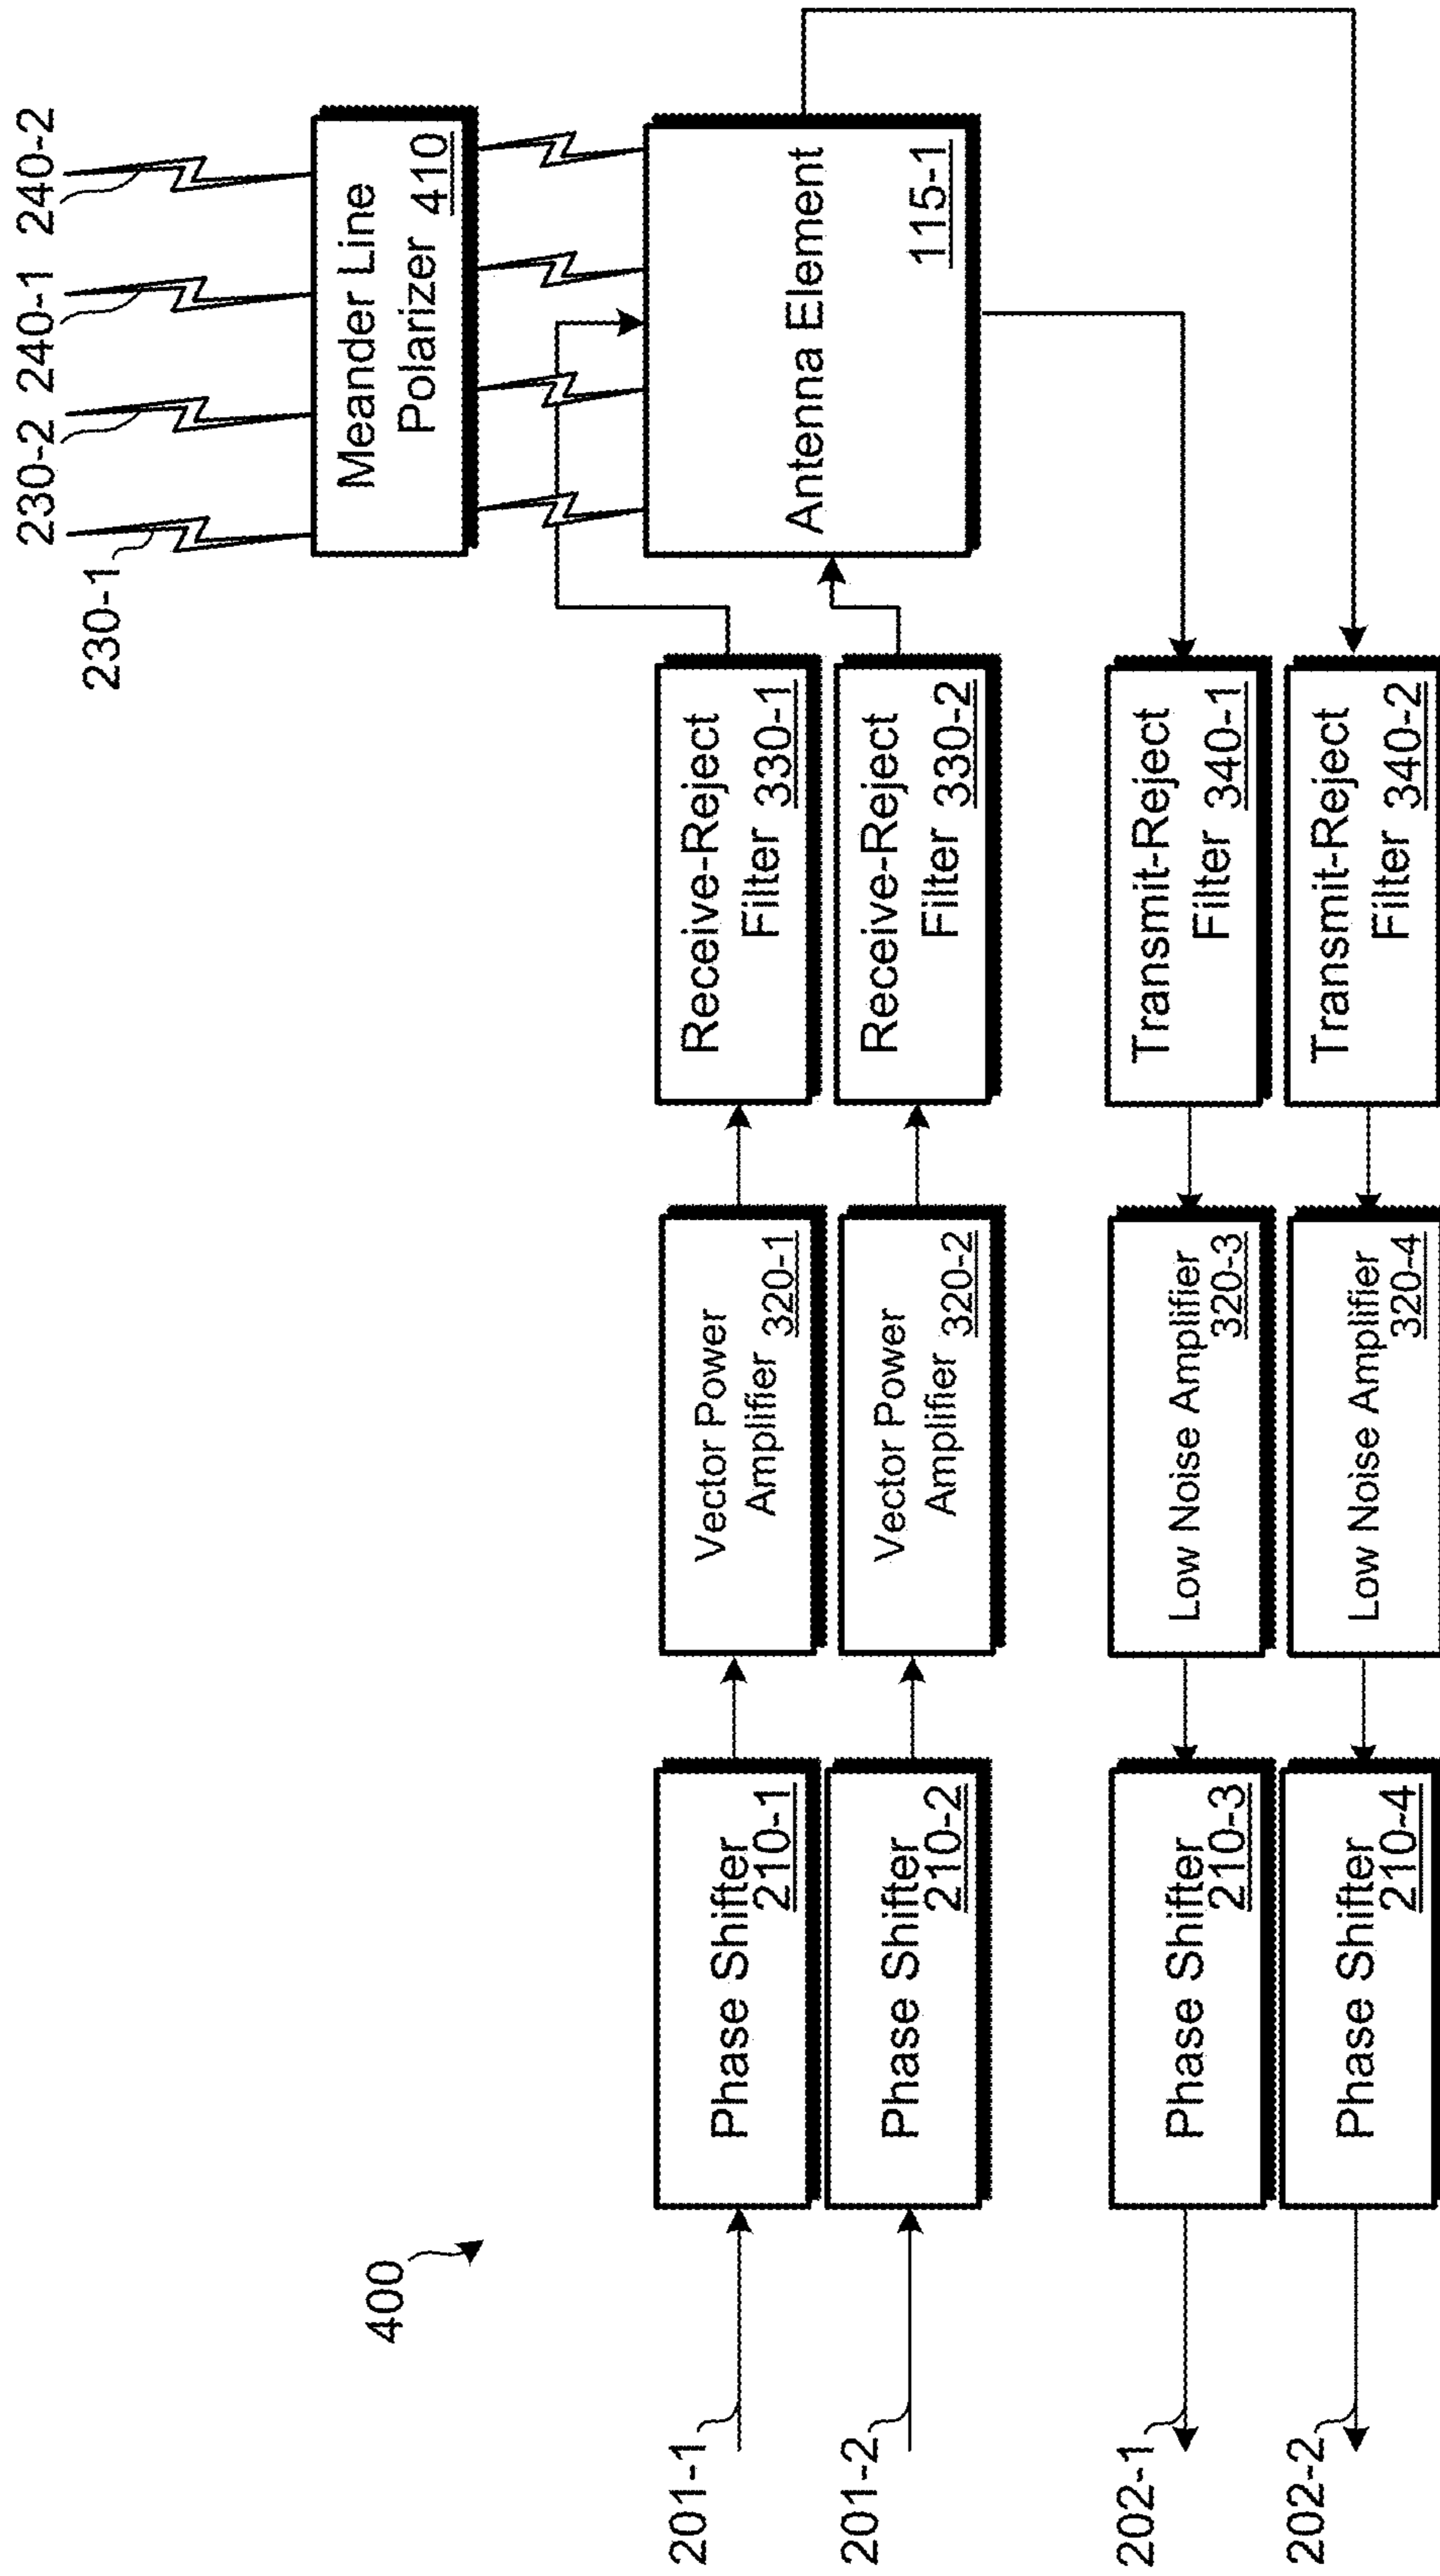 400
230-1
230-2
240-1
240-2
Meander Line
Polarizer 410
201-1
Phase Shifter
210-1
Vector Power
Amplifier 320-1
Receive-Reject
Filter 330-1
Antenna Element
115-1
201-2
Phase Shifter
210-2
Vector Power
Amplifier 320-2
Receive-Reject
Filter 330-2
202-1
Phase Shifter
210-3
Low Noise Amplifier
320-3
Transmit-Reject
Filter 340-1
202-2
Phase Shifter
210-4
Low Noise Amplifier
320-4
Transmit-Reject
Filter 340-2